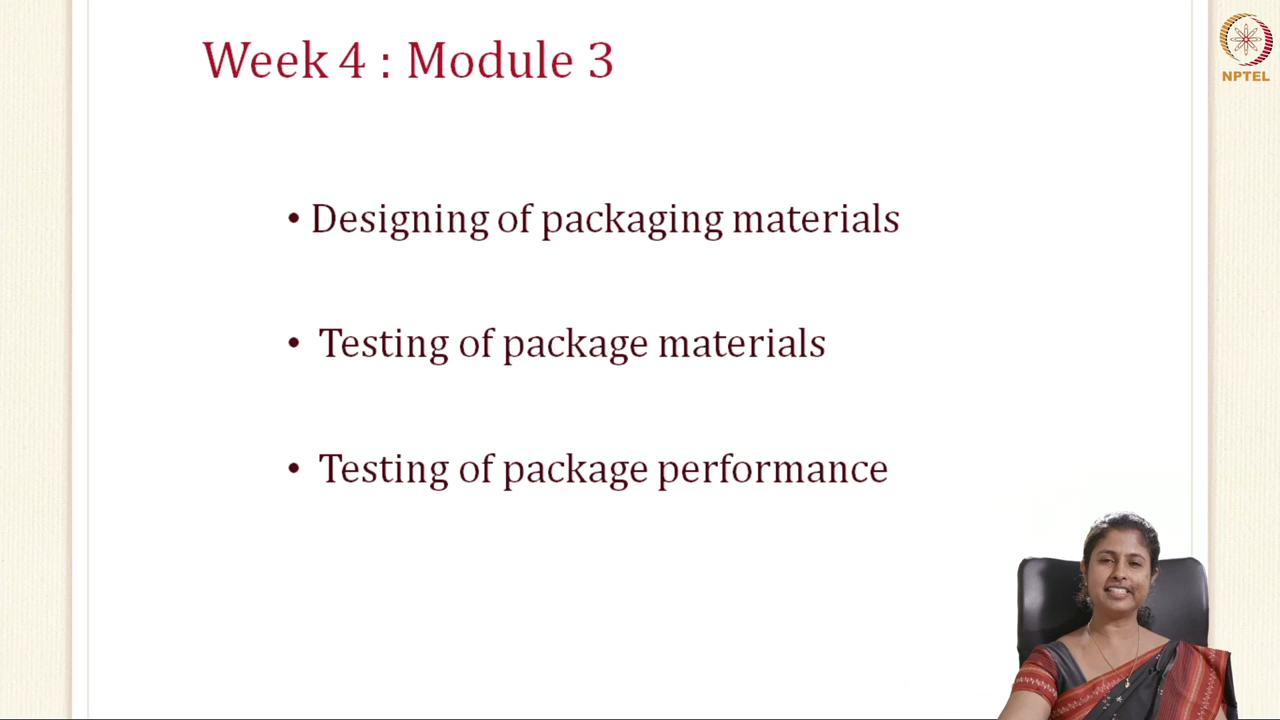 Week 4 : Module 3
NPTEL
• Designing of packaging materials
• Testing of package materials
• Testing of package performance